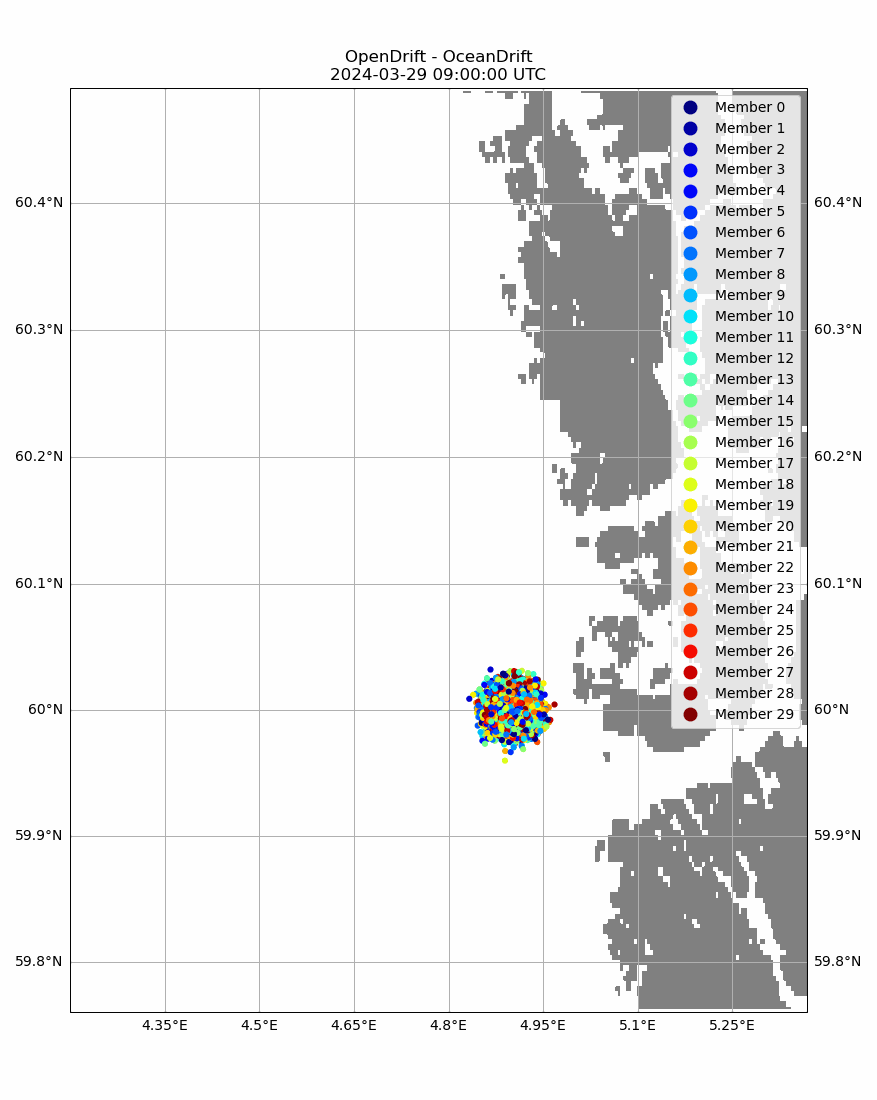 OpenDrift - OceanDrift
2024-03-29 09:00:00 UTC
Member 0
Member 1
Member 2
Member 3
Member 4
Member 5
Member 6
Member 7
Member 8
Member 9
Member 10
Member 11
Member 12
Member 13
Member 14
Member 15
Member 16
Member 17
Member 18
Member 19
Member 20
Member 21
Member 22
Member 23
Member 24
Member 25
Member 26
Member 27
Member 28
Member 29
60.4°N 60.4°N
60.3°N 60.3°N
60.2°N 60.2°N
60.1°N 60.1°N
60°N 60°N
59.9°N 59.9°N
59.8°N 59.8°N
4.35°E 4.5°E 4.65°E 4.8°E 4.95°E 5.1°E 5.25°E